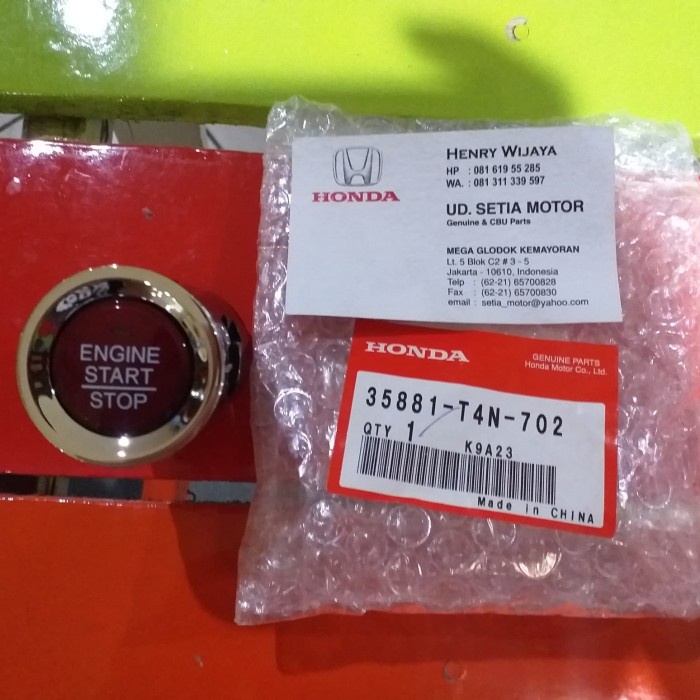 ENGINE
START
STOP
HONDA
HENRY WIJAYA
HP : 081 619 55 285
WA. : 081 311 339 597
UD. SETIA MOTOR
Genuine & CBU Parts
MEGA GLODOK KEMAYORAN
Lt. 5 Blok C2 # 3 - 5
Jakarta - 10610, Indonesia
Telp : (62-21) 65700828
Fax : (62-21) 65700830
email : setia_motor@yahoo.com
HONDA
GENUINE PARTS
Honda Motor Co., Ltd.
35881-T4N-702
QTY 1
K9A23
Made in CHINA